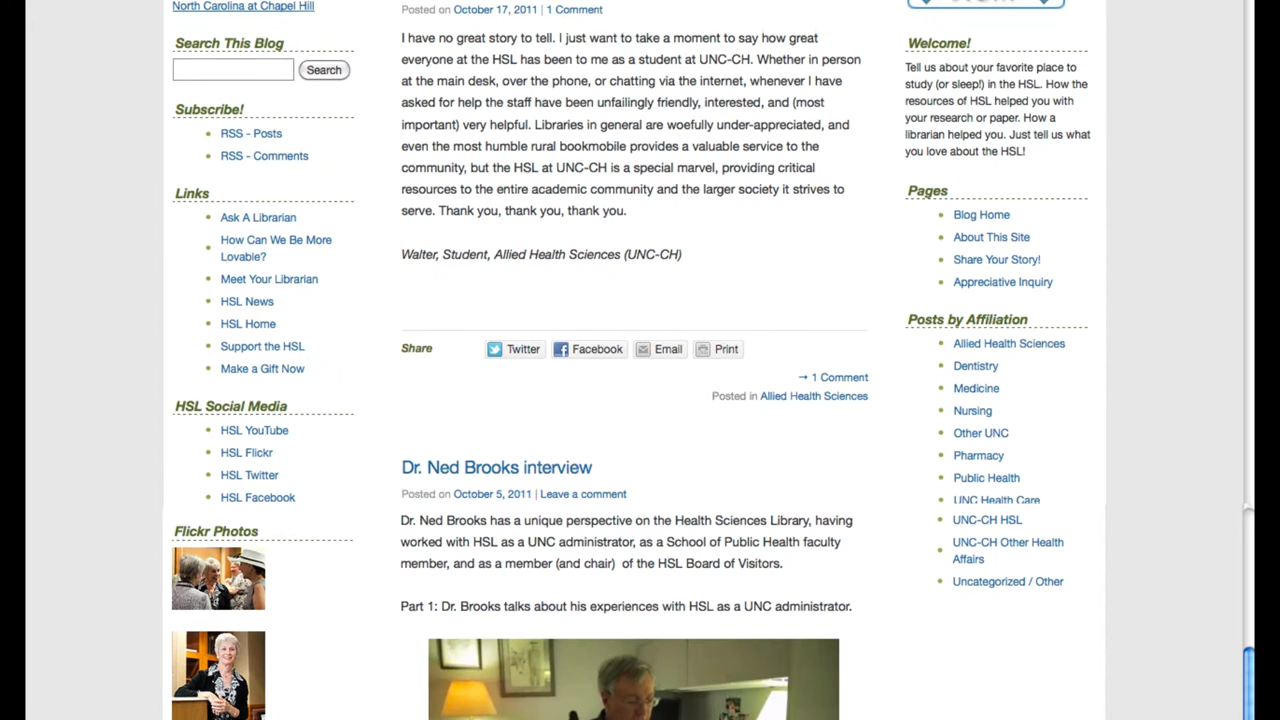 North Carolina at Chapel Hill
Search This Blog
Search
Subscribe!
RSS - Posts
RSS - Comments
Links
Ask A Librarian
How Can We Be More
Lovable?
Meet Your Librarian
HSL News
HSL Home
Support the HSL
Make a Gift Now
HSL Social Media
HSL YouTube
HSL Flickr
HSL Twitter
HSL Facebook
Flickr Photos
Posted on October 17, 2011 | 1 Comment
I have no great story to tell. I just want to take a moment to say how great
everyone at the HSL has been to me as a student at UNC-CH. Whether in person
at the main desk, over the phone, or chatting via the internet, whenever I have
asked for help the staff have been unfailingly friendly, interested, and (most
important) very helpful. Libraries in general are woefully under-appreciated, and
even the most humble rural bookmobile provides a valuable service to the
community, but the HSL at UNC-CH is a special marvel, providing critical
resources to the entire academic community and the larger society it strives to
serve. Thank you, thank you, thank you.
Walter, Student, Allied Health Sciences (UNC-CH)
Share
Twitter
Facebook
Email
Print
→ 1 Comment
Posted in Allied Health Sciences
Dr. Ned Brooks interview
Posted on October 5, 2011 | Leave a comment
Dr. Ned Brooks has a unique perspective on the Health Sciences Library, having
worked with HSL as a UNC administrator, as a School of Public Health faculty
member, and as a member (and chair)  of the HSL Board of Visitors.
Part 1: Dr. Brooks talks about his experiences with HSL as a UNC administrator.
Welcome!
Tell us about your favorite place to
study (or sleep!) in the HSL. How the
resources of HSL helped you with
your research or paper. How a
librarian helped you. Just tell us what
you love about the HSL!
Pages
Blog Home
About This Site
Share Your Story!
Appreciative Inquiry
Posts by Affiliation
Allied Health Sciences
Dentistry
Medicine
Nursing
Other UNC
Pharmacy
Public Health
UNC Health Care
UNC-CH HSL
UNC-CH Other Health
Affairs
Uncategorized / Other